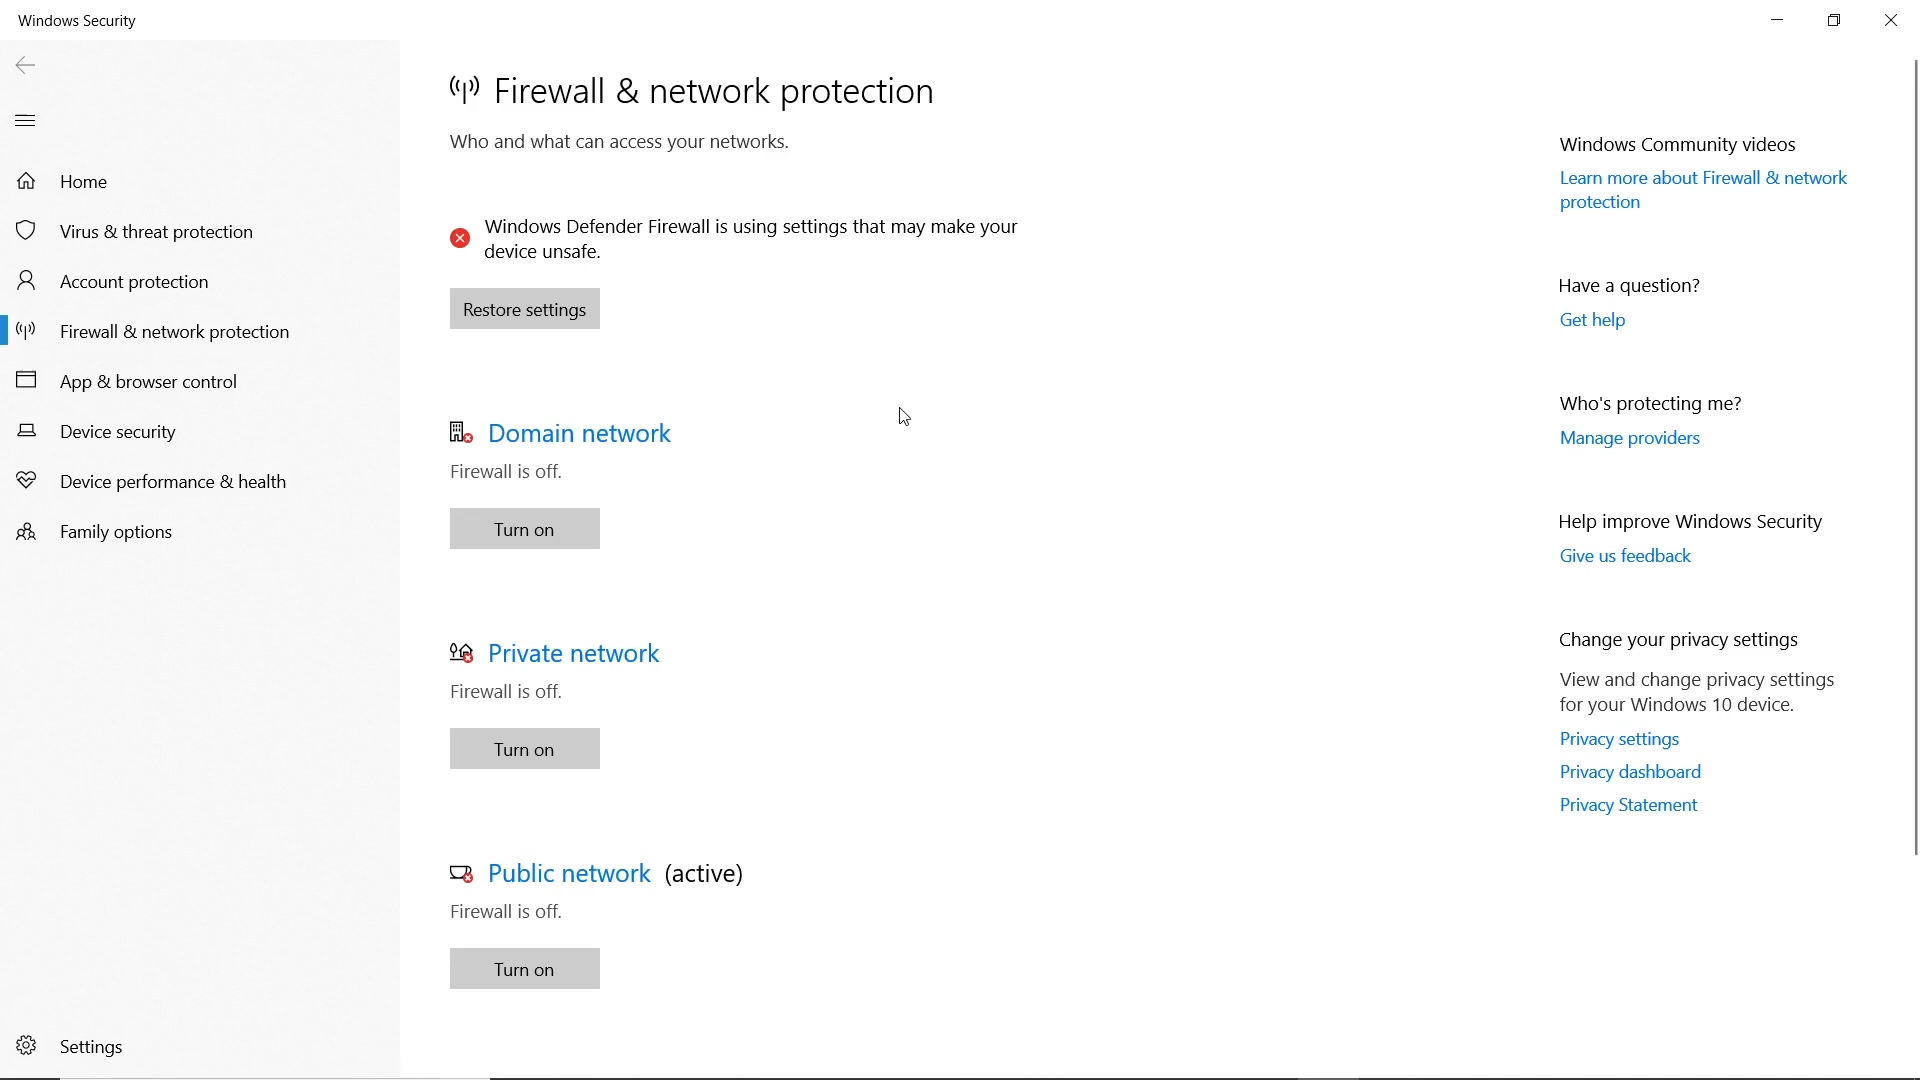 Windows Security
Home
Virus & threat protection
Account protection
Firewall & network protection
App & browser control
Device security
Device performance & health
Family options
Settings
Firewall & network protection
Who and what can access your networks.
Windows Defender Firewall is using settings that may make your
device unsafe.
Restore settings
Domain network
Firewall is off.
Turn on
Private network
Firewall is off.
Turn on
Public network (active)
Firewall is off.
Turn on
Windows Community videos
Learn more about Firewall & network
protection
Have a question?
Get help
Who's protecting me?
Manage providers
Help improve Windows Security
Give us feedback
Change your privacy settings
View and change privacy settings
for your Windows 10 device.
Privacy settings
Privacy dashboard
Privacy Statement